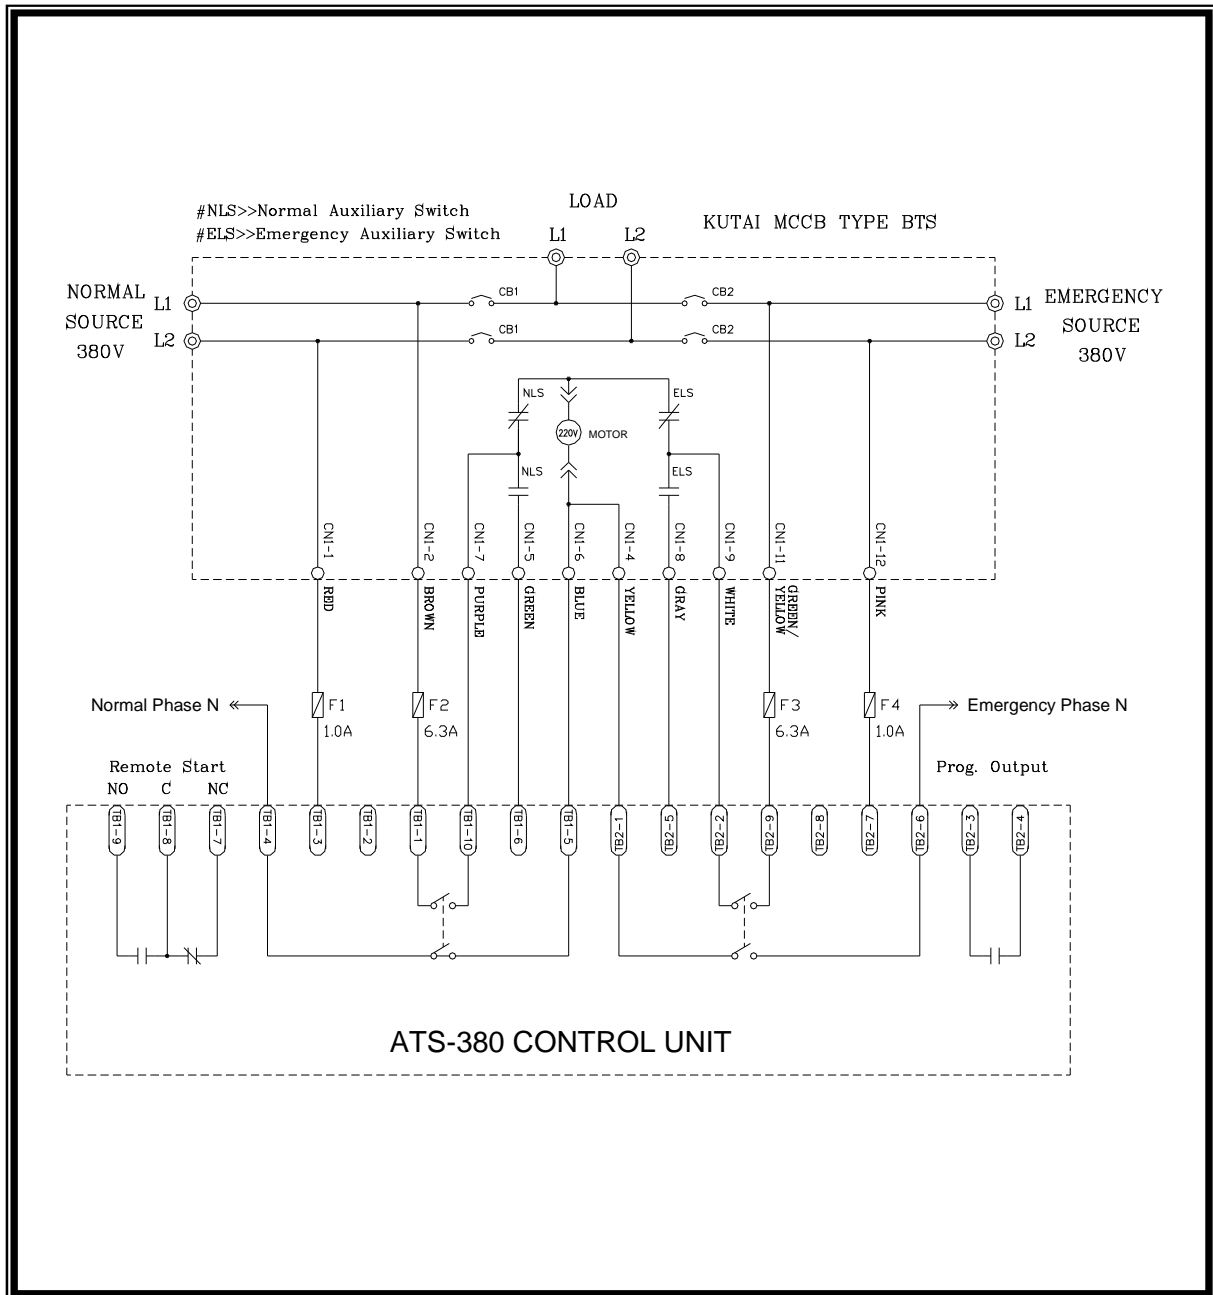 #NLS>>Normal Auxiliary Switch
#ELS>>Emergency Auxiliary Switch
LOAD
L1
L2
KUTAI MCCB TYPE BTS
NORMAL
SOURCE
380V
L1
L2
CB1
CB2
CB1
CB2
L1
L2
EMERGENCY
SOURCE
380V
NLS
ELS
220V
MOTOR
NLS
ELS
CN1-1
CN1-2
CN1-7
CN1-5
CN1-6
CN1-4
CN1-8
CN1-9
CN1-11
CN1-12
RED
BROWN
PURPLE
GREEN
BLUE
YELLOW
GRAY
WHITE
GREEN/
YELLOW
PINK
Normal Phase N
F1
1.0A
F2
6.3A
F3
6.3A
F4
1.0A
Emergency Phase N
Remote Start
NO C NC
Prog. Output
TB1-9
TB1-8
TB1-7
TB1-4
TB1-3
TB1-2
TB1-1
TB1-10
TB1-6
TB1-5
TB2-1
TB2-5
TB2-2
TB2-9
TB2-8
TB2-7
TB2-6
TB2-3
TB2-4
ATS-380 CONTROL UNIT